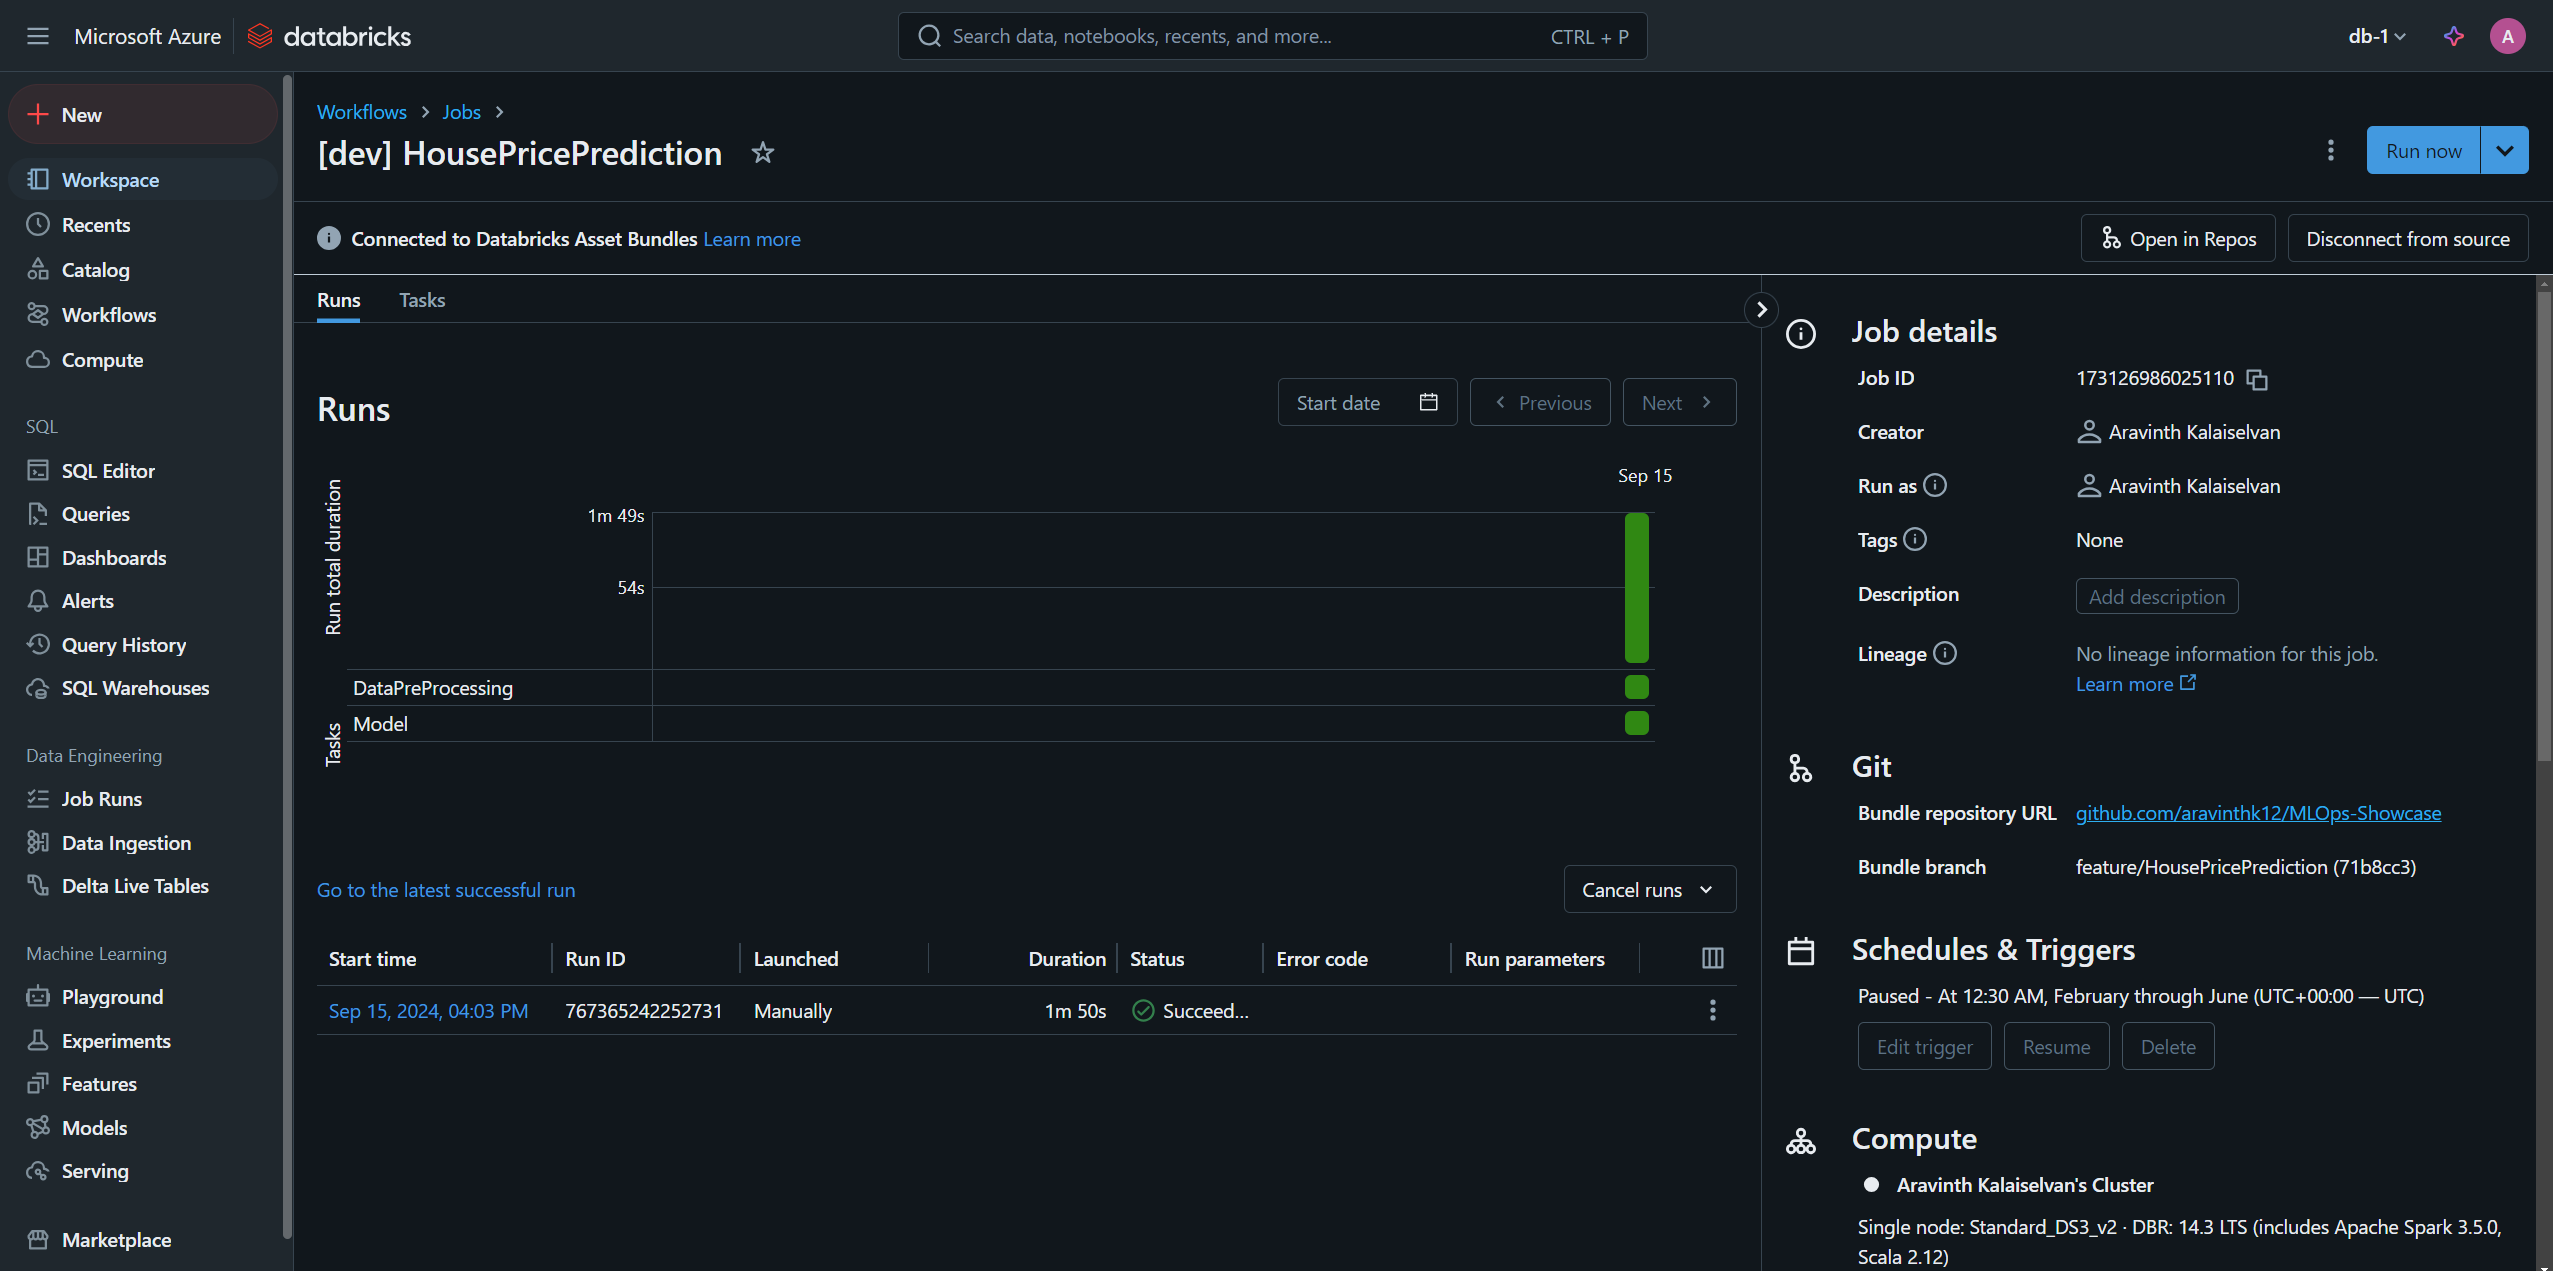 Microsoft Azure databricks
Search data, notebooks, recents, and more... CTRL + P
db-1
A
New
Workspace
Recents
Catalog
Workflows
Compute
SQL
SQL Editor
Queries
Dashboards
Alerts
Query History
SQL Warehouses
Data Engineering
Job Runs
Data Ingestion
Delta Live Tables
Machine Learning
Playground
Experiments
Features
Models
Serving
Marketplace
Workflows > Jobs >
[dev] HousePricePrediction
Run now
Connected to Databricks Asset Bundles Learn more
Open in Repos
Disconnect from source
Runs Tasks
Runs
Start date
Previous
Next
Sep 15
Run total duration
1m 49s
54s
Tasks
DataPreProcessing
Model
Go to the latest successful run
Cancel runs
Start time Run ID Launched Duration Status Error code Run parameters
Sep 15, 2024, 04:03 PM 767365242252731 Manually 1m 50s Succeed...
Job details
Job ID 173126986025110
Creator Aravinth Kalaiselvan
Run as Aravinth Kalaiselvan
Tags None
Description Add description
Lineage No lineage information for this job.
Learn more
Git
Bundle repository URL github.com/aravinthk12/MLOps-Showcase
Bundle branch feature/HousePricePrediction (71b8cc3)
Schedules & Triggers
Paused - At 12:30 AM, February through June (UTC+00:00 — UTC)
Edit trigger Resume Delete
Compute
Aravinth Kalaiselvan's Cluster
Single node: Standard_DS3_v2 · DBR: 14.3 LTS (includes Apache Spark 3.5.0,
Scala 2.12)